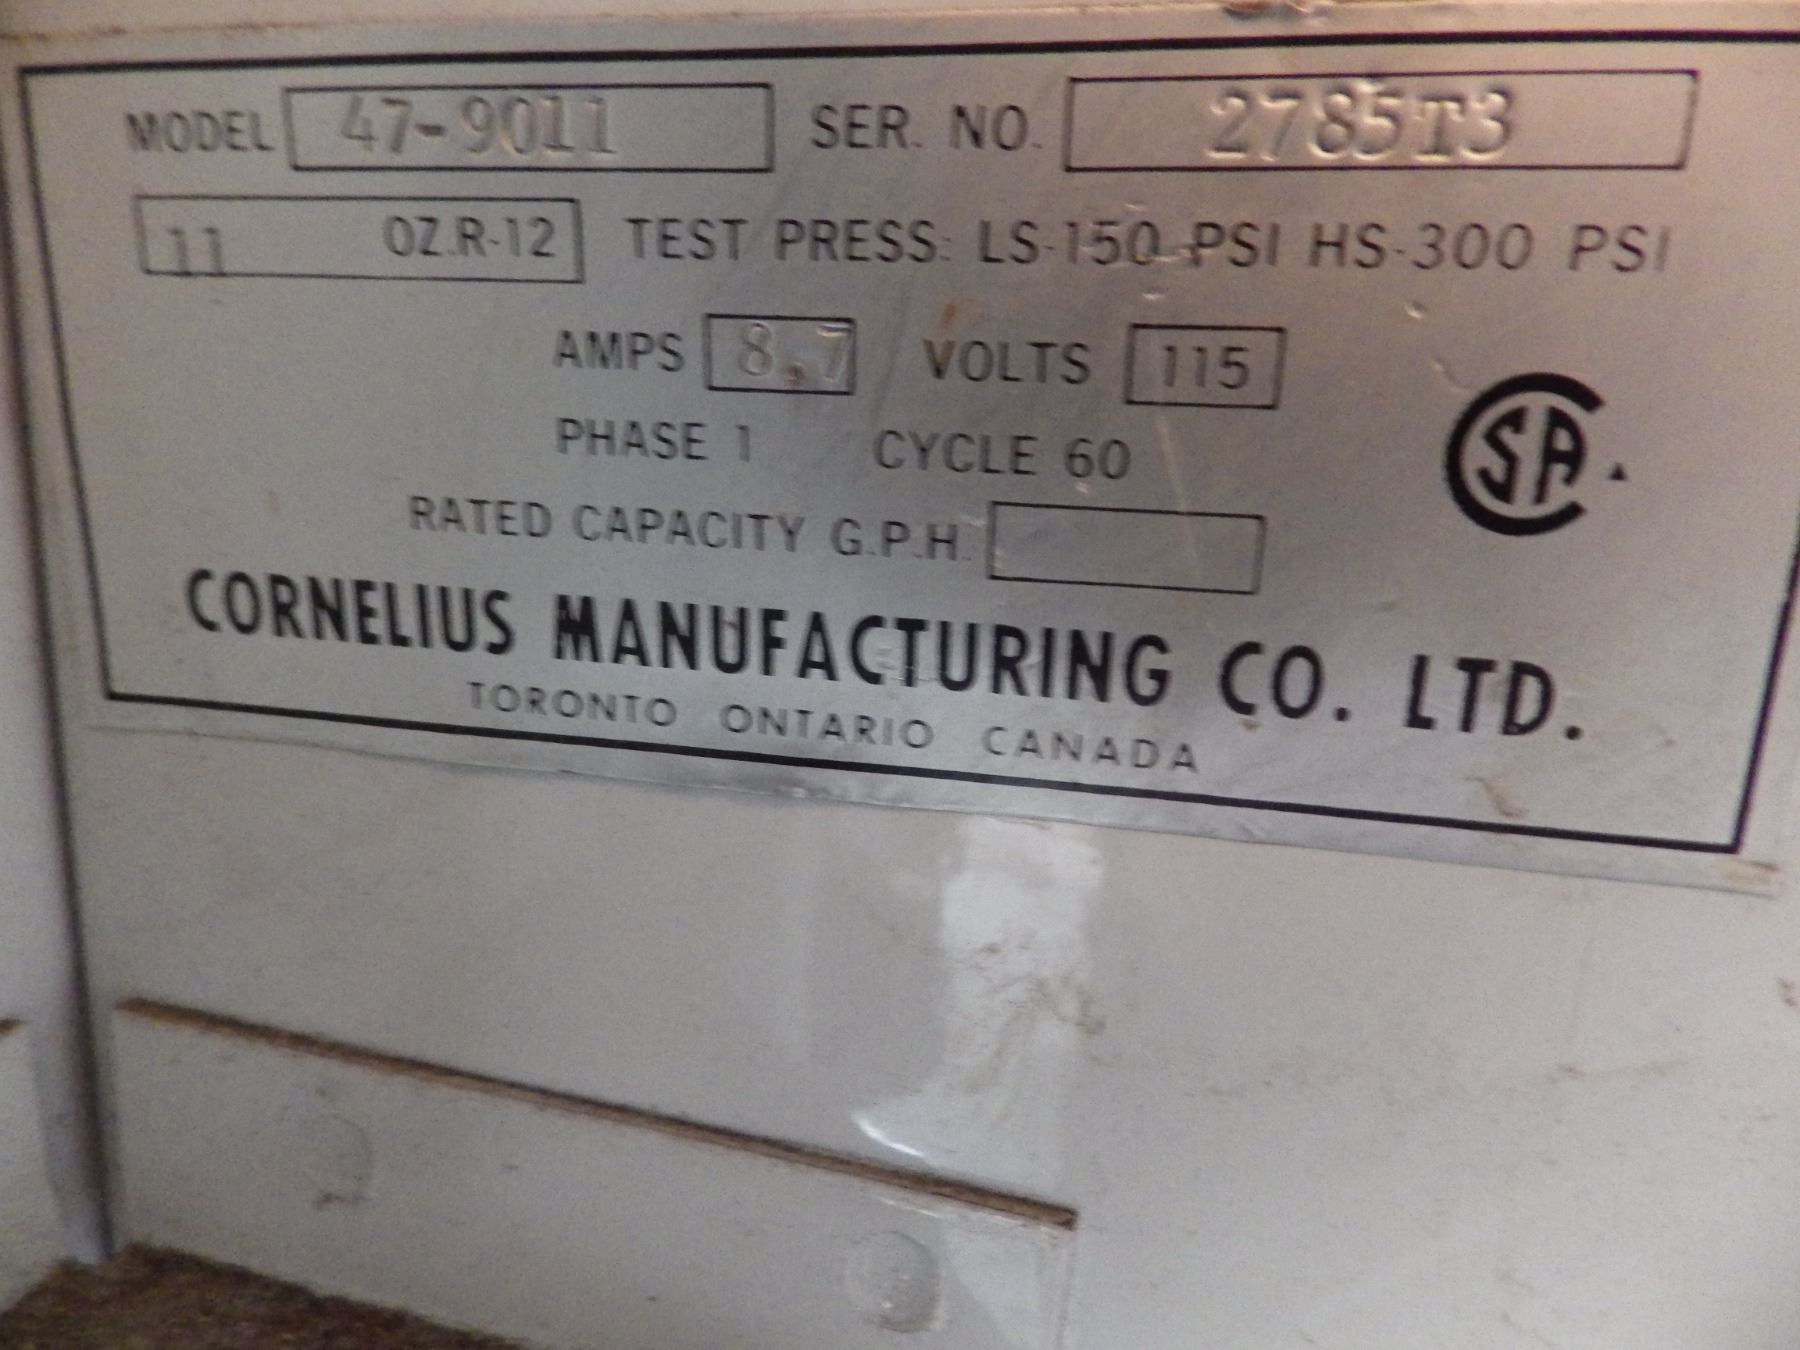 MODEL 47-9011 SER. NO. 2785T3
11 OZ.R-12 TEST PRESS: LS-150 PSI HS-300 PSI
AMPS 8.7 VOLTS 115
PHASE 1 CYCLE 60
RATED CAPACITY G.P.H.
CSA
CORNELIUS MANUFACTURING CO. LTD.
TORONTO ONTARIO CANADA